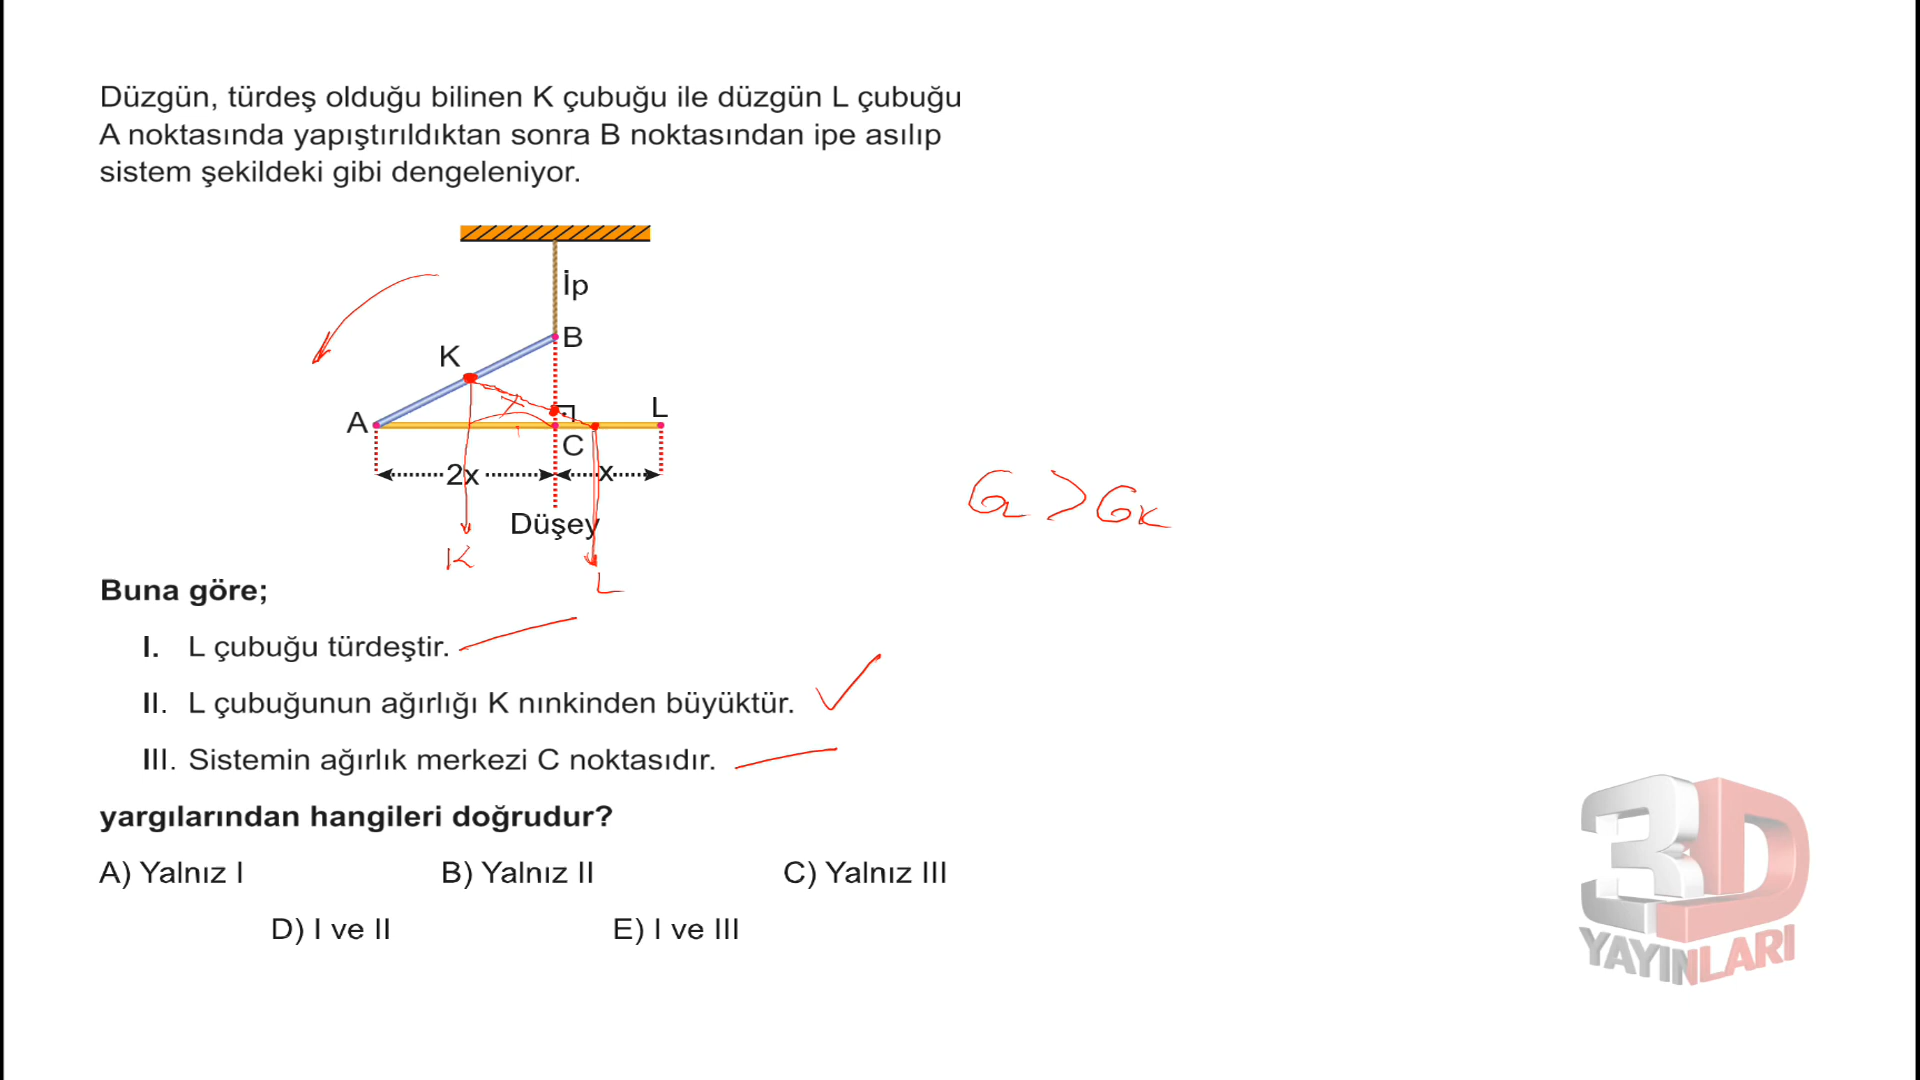 Düzgün, türdeş olduğu bilinen K çubuğu ile düzgün L çubuğu
A noktasında yapıştırıldıktan sonra B noktasından ipe asılıp
sistem şekildeki gibi dengeleniyor.
İp
B
K
A
L
C
2x
x
Düşey
K
L
G_L > G_K
Buna göre;
I. L çubuğu türdeştir.
II. L çubuğunun ağırlığı K nınkinden büyüktür.
III. Sistemin ağırlık merkezi C noktasıdır.
yargılarından hangileri doğrudur?
A) Yalnız I B) Yalnız II C) Yalnız III
D) I ve II E) I ve III
3D
YAYINLARI